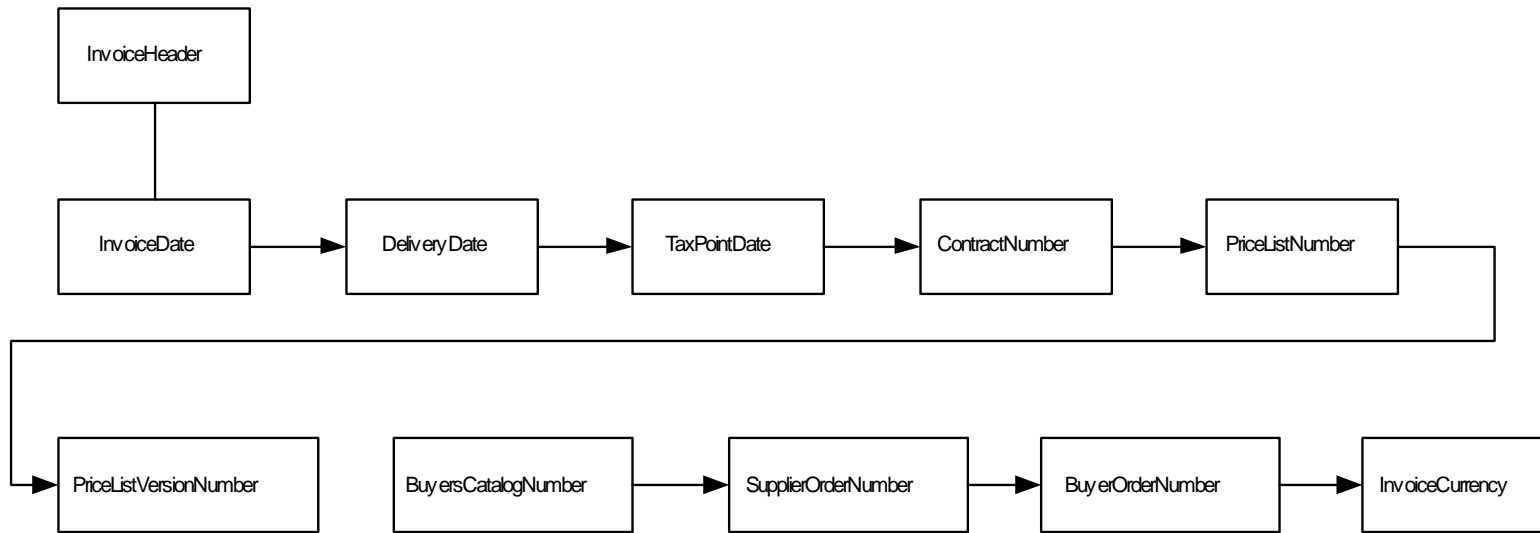 InvoiceHeader
InvoiceDate
DeliveryDate
TaxPointDate
ContractNumber
PriceListNumber
PriceListVersionNumber
BuyersCatalogNumber
SupplierOrderNumber
BuyerOrderNumber
InvoiceCurrency